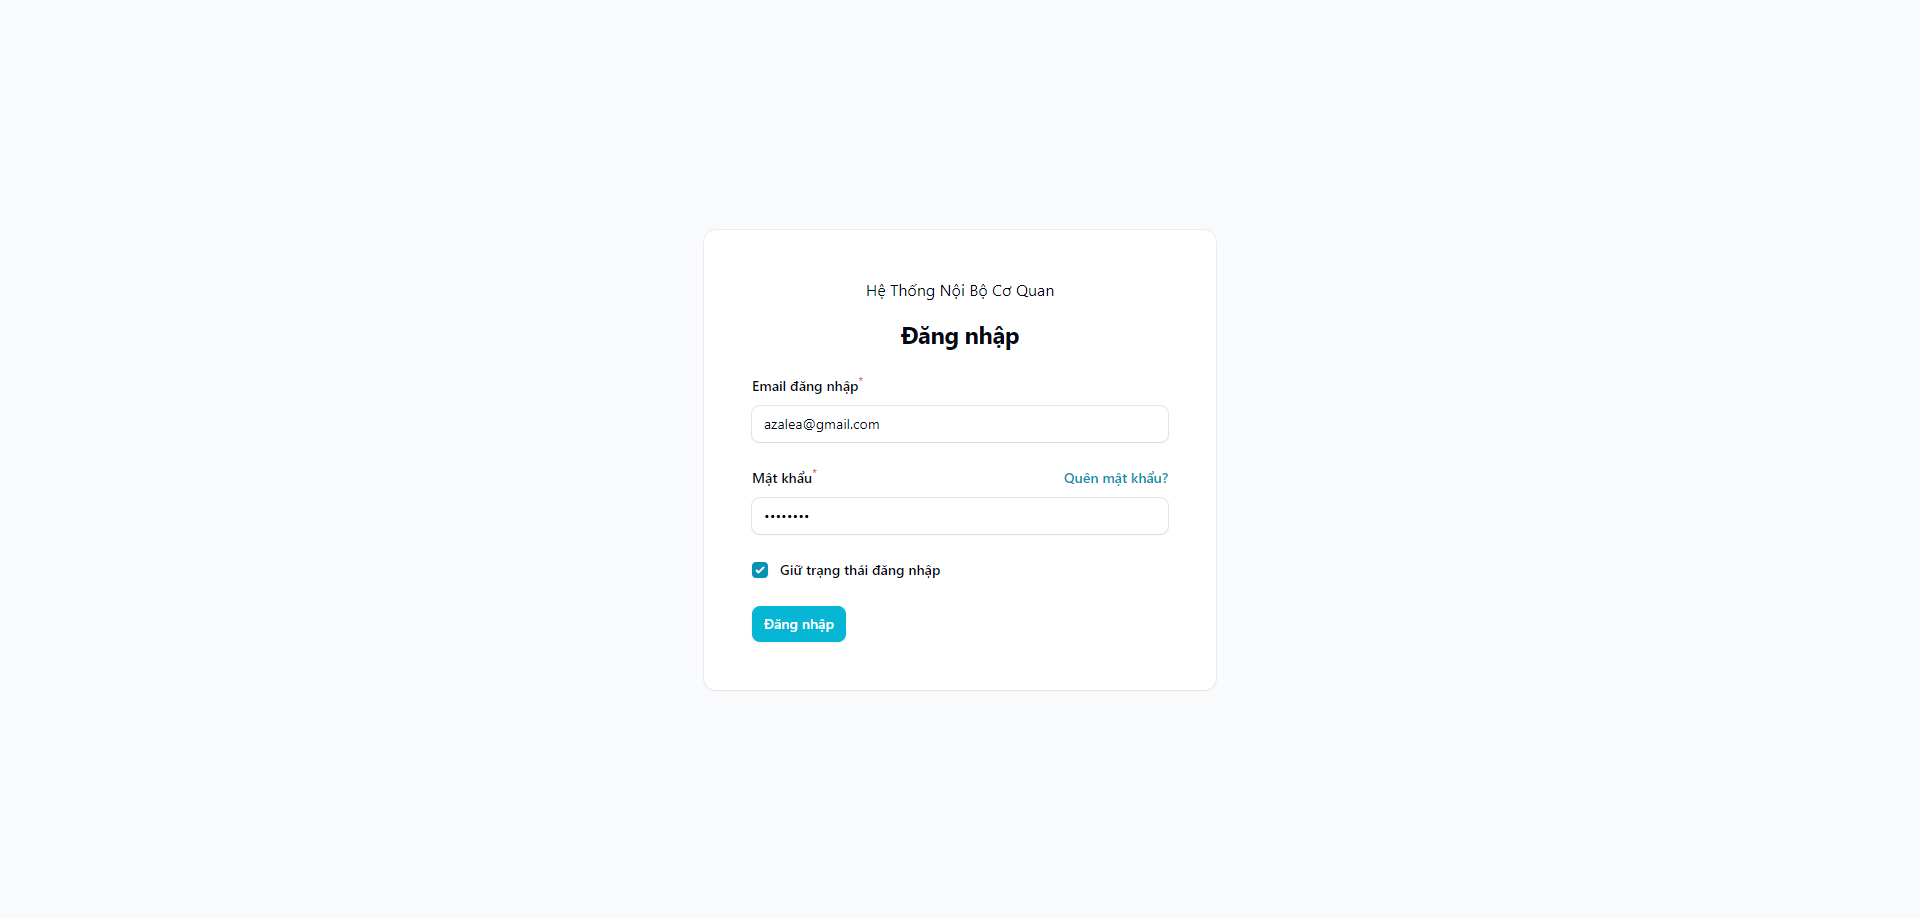 Hệ Thống Nội Bộ Cơ Quan
Đăng nhập
Email đăng nhập*
azalea@gmail.com
Mật khẩu* Quên mật khẩu?
••••••••
Giữ trạng thái đăng nhập
Đăng nhập